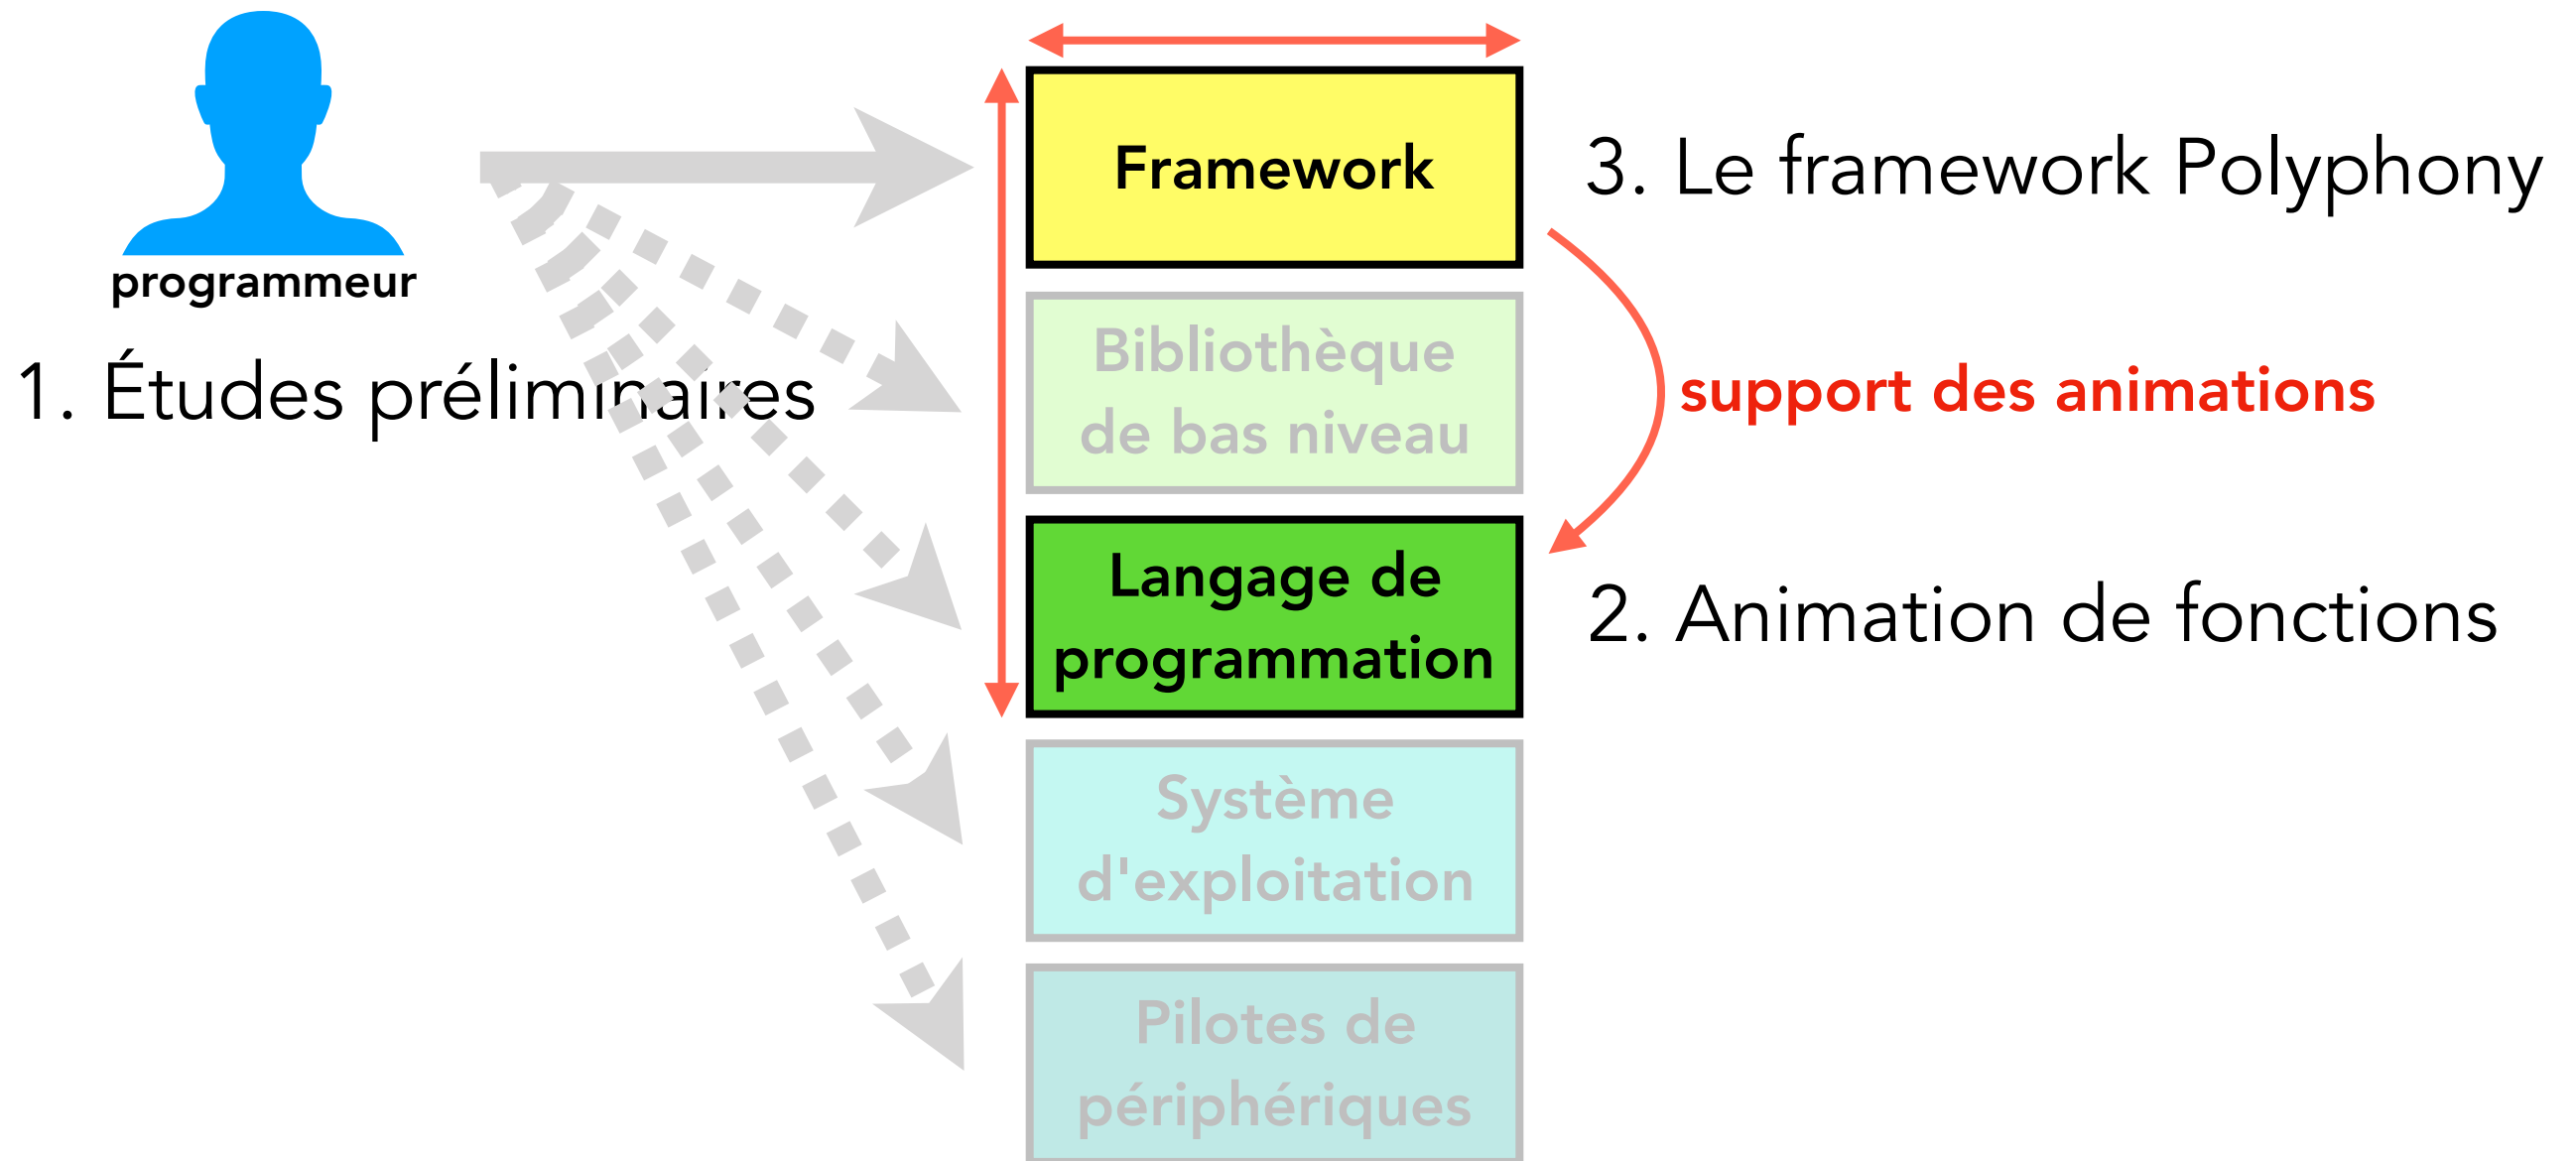 programmeur
1. Études préliminaires
Framework
Bibliothèque
de bas niveau
Langage de
programmation
Système
d'exploitation
Pilotes de
périphériques
3. Le framework Polyphony
support des animations
2. Animation de fonctions